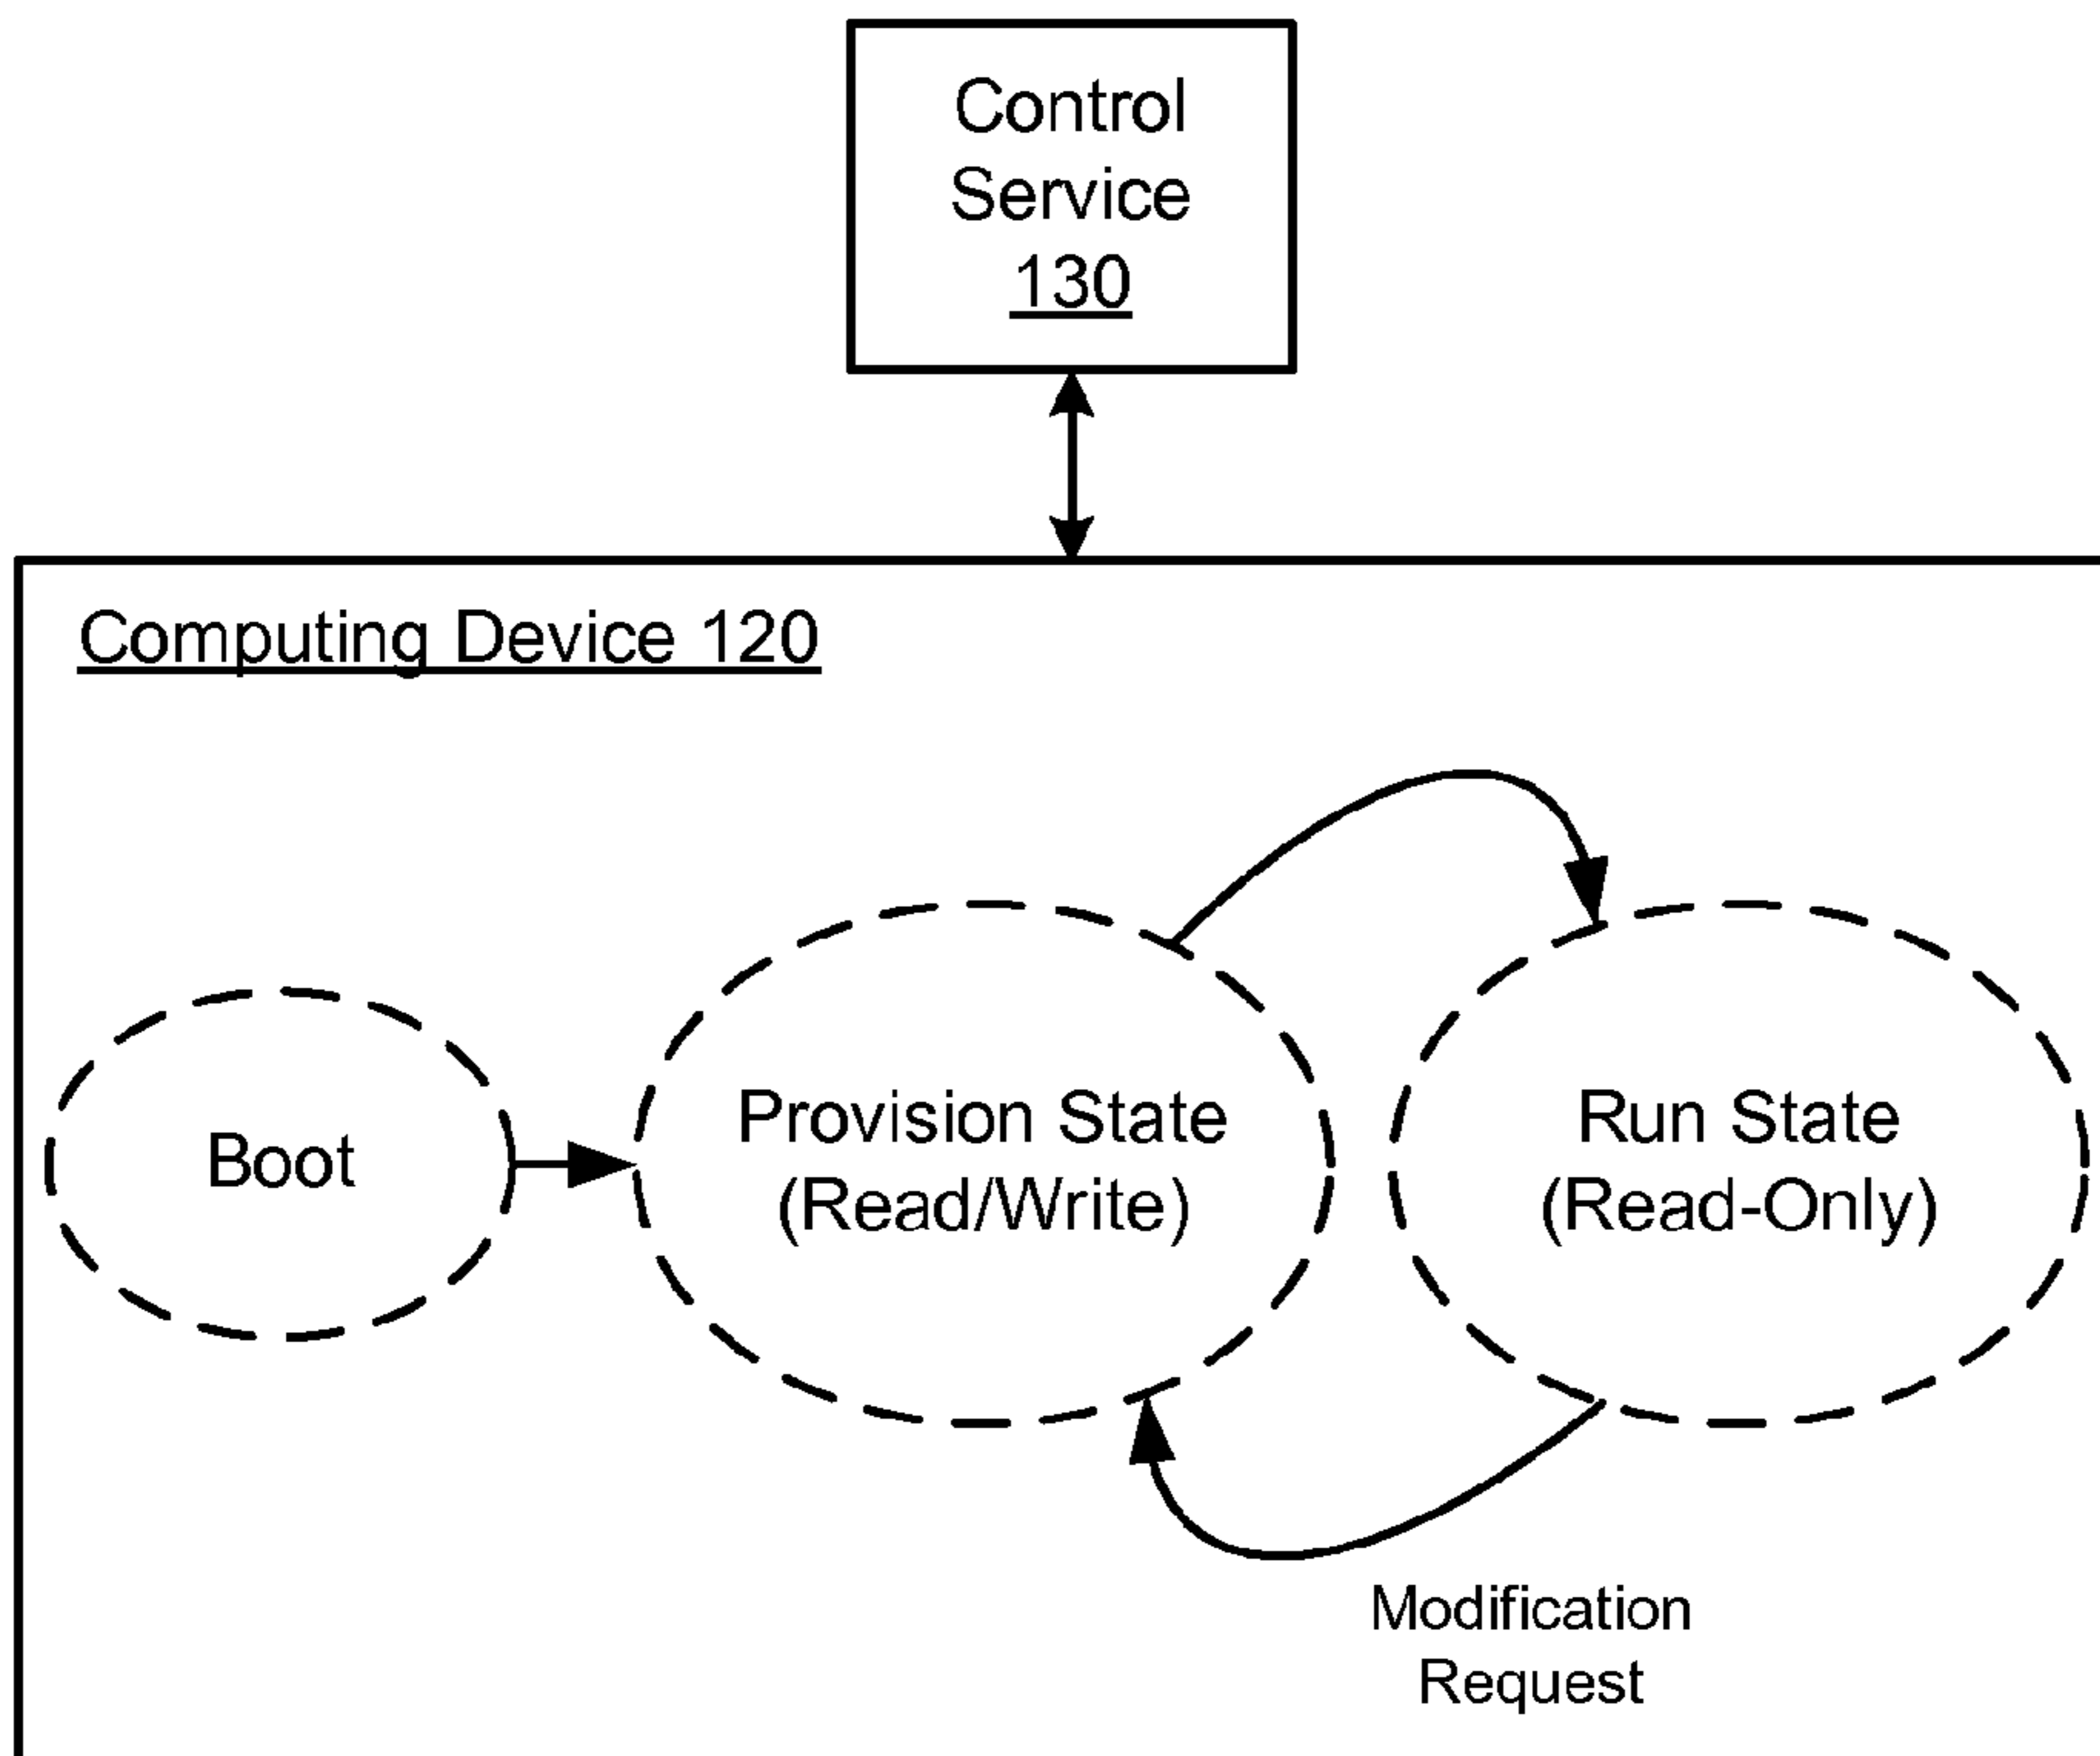 Control
Service
130
Computing Device 120
Boot
Provision State
(Read/Write)
Run State
(Read-Only)
Modification
Request